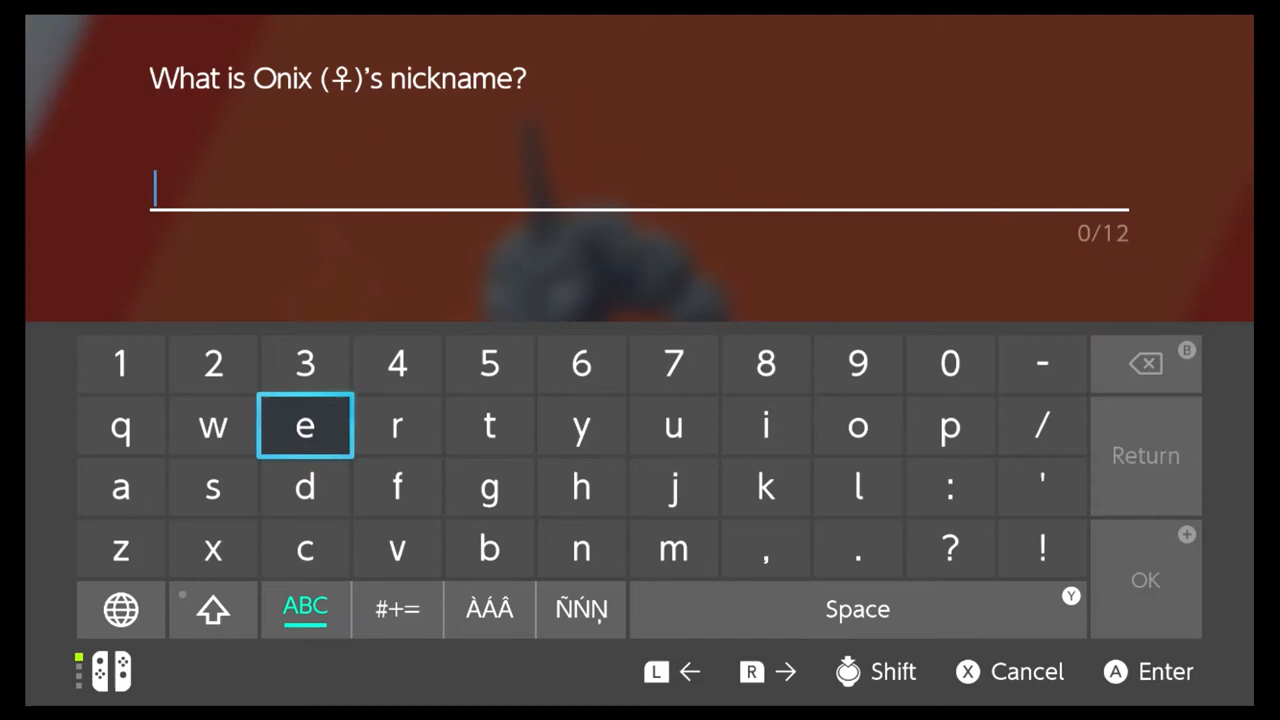 What is Onix (♀)'s nickname?
0/12
1 2 3 4 5 6 7 8 9 0 - B
q w e r t y u i o p / Return
a s d f g h j k l : '
z x c v b n m , . ? ! + OK
ABC #+= ÀÁÂ ÑŃŅ Space Y
L ← R → Shift X Cancel A Enter